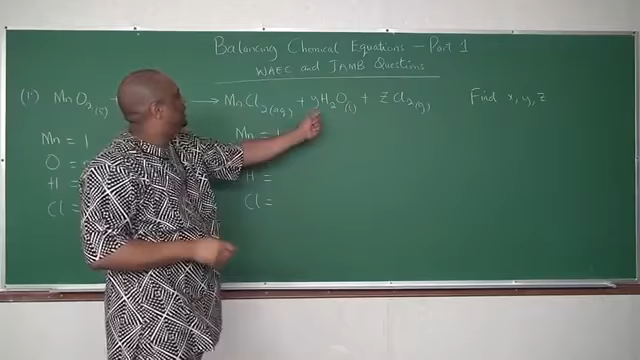 Balancing Chemical Equations - Part 1
WAEC and JAMB Questions
(1) MnO2(s) + → MnCl2(aq) + yH2O(l) + zCl2(g) Find x, y, z
Mn = 1 Mn = 1
O =
H = H =
Cl = Cl =